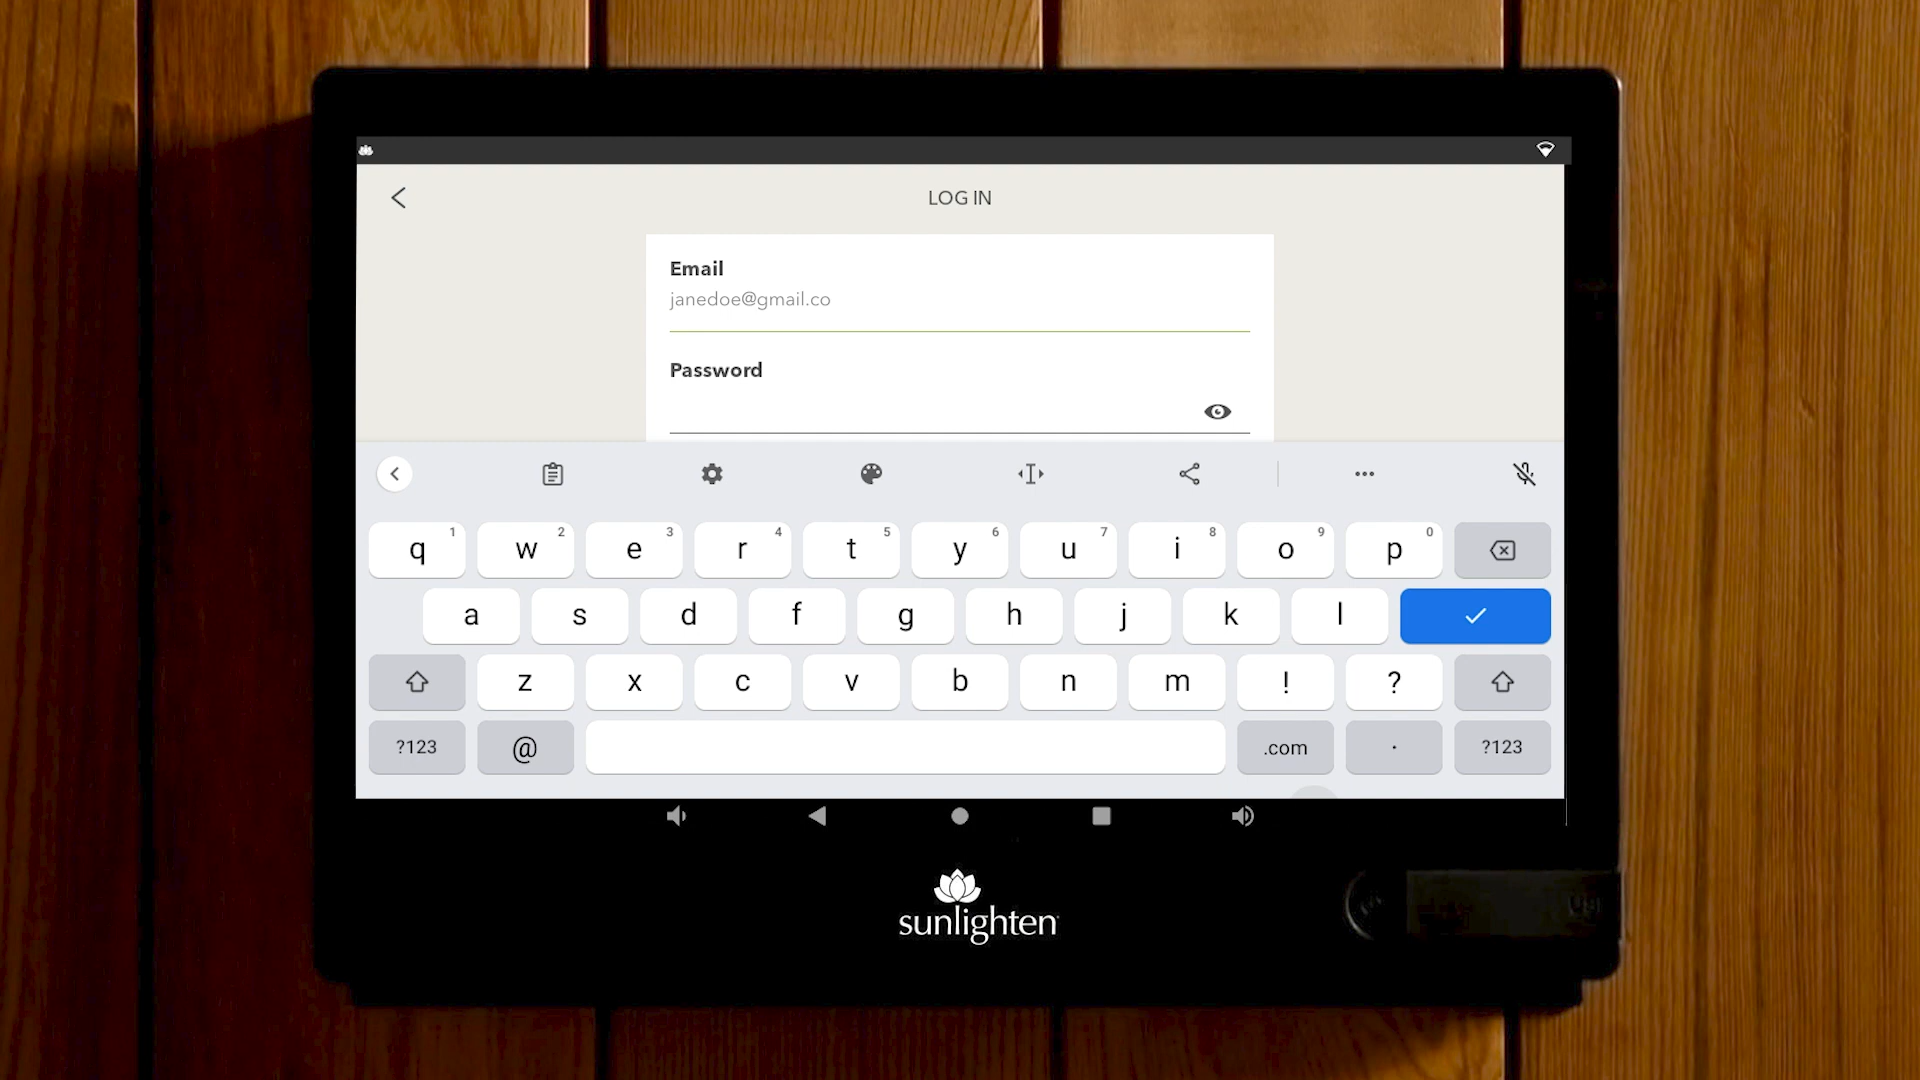 LOG IN
Email
janedoe@gmail.co
Password
q 1 w 2 e 3 r 4 t 5 y 6 u 7 i 8 o 9 p 0
a s d f g h j k l
z x c v b n m ! ?
?123 @ .com . ?123
sunlighten